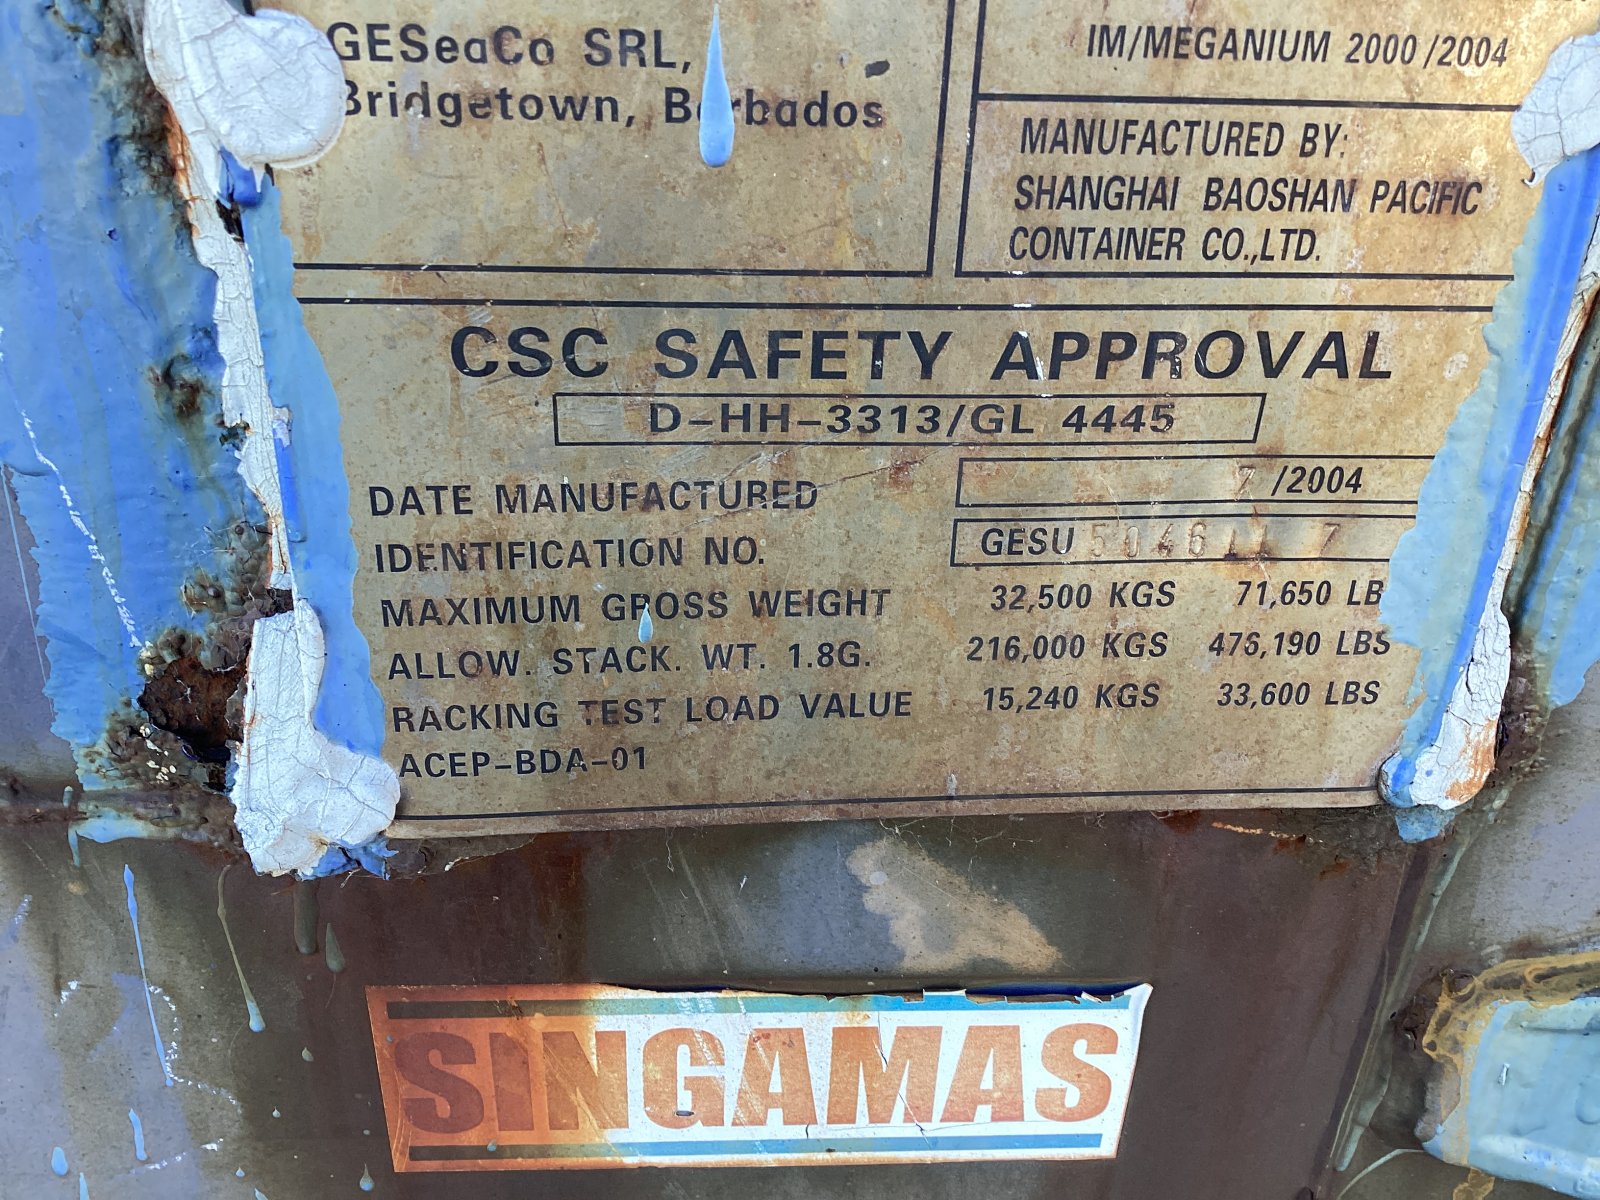 GESeaCo SRL,
Bridgetown, Barbados
IM/MEGANIUM 2000/2004
MANUFACTURED BY:
SHANGHAI BAOSHAN PACIFIC
CONTAINER CO.,LTD.
CSC SAFETY APPROVAL
D-HH-3313/GL 4445
DATE MANUFACTURED 7/2004
IDENTIFICATION NO. GESU 504611 7
MAXIMUM GROSS WEIGHT 32,500 KGS 71,650 LB
ALLOW. STACK. WT. 1.8G. 216,000 KGS 476,190 LBS
RACKING TEST LOAD VALUE 15,240 KGS 33,600 LBS
ACEP-BDA-01
SINGAMAS